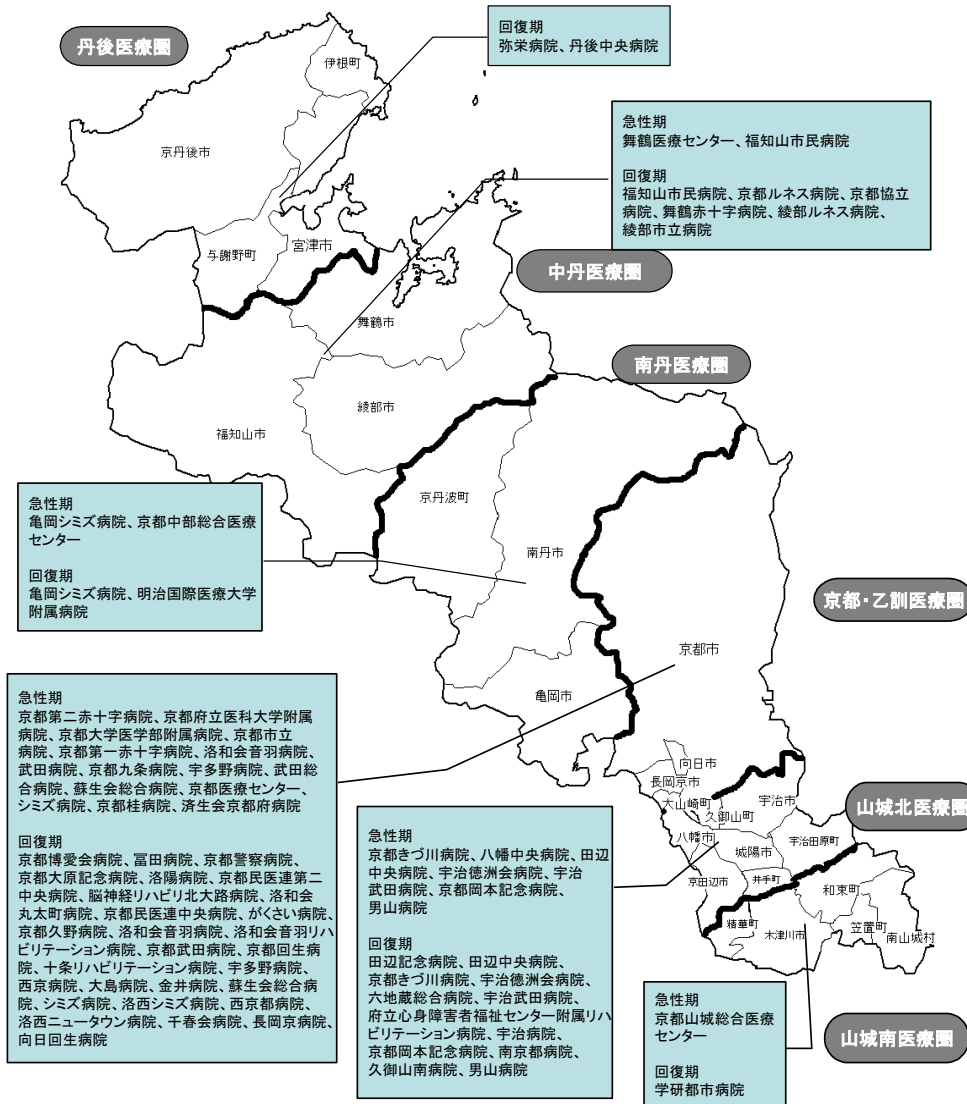 丹後医療圏
回復期
弥栄病院、丹後中央病院
伊根町
京丹後市
急性期
舞鶴医療センター、福知山市民病院
回復期
福知山市民病院、京都ルネス病院、京都協立
病院、舞鶴赤十字病院、綾部ルネス病院、
綾部市立病院
与謝野町
宮津市
中丹医療圏
舞鶴市
南丹医療圏
綾部市
福知山市
京丹波町
急性期
亀岡シミズ病院、京都中部総合医療
センター
回復期
亀岡シミズ病院、明治国際医療大学
附属病院
南丹市
京都・乙訓医療圏
京都市
亀岡市
急性期
京都第二赤十字病院、京都府立医科大学附属
病院、京都大学医学部附属病院、京都市立
病院、京都第一赤十字病院、洛和会音羽病院、
武田病院、京都九条病院、宇多野病院、武田総
合病院、蘇生会総合病院、京都医療センター、
シミズ病院、京都桂病院、済生会京都府病院
回復期
京都博愛会病院、冨田病院、京都警察病院、
京都大原記念病院、洛陽病院、京都民医連第二
中央病院、脳神経リハビリ北大路病院、洛和会
丸太町病院、京都民医連中央病院、がくさい病院、
京都久野病院、洛和会音羽病院、洛和会音羽リハ
ビリテーション病院、京都武田病院、京都回生病
院、十条リハビリテーション病院、宇多野病院、
西京病院、大島病院、金井病院、蘇生会総合病
院、シミズ病院、洛西シミズ病院、西京都病院、
洛西ニュータウン病院、千春会病院、長岡京病院、
向日回生病院
向日市
長岡京市
大山崎町
宇治市
久御山町
山城北医療圏
八幡市
城陽市
宇治田原町
京田辺市
井手町
和束町
精華町
木津川市
笠置町
南山城村
急性期
京都きづ川病院、八幡中央病院、田辺
中央病院、宇治徳洲会病院、宇治
武田病院、京都岡本記念病院、
男山病院
回復期
田辺記念病院、田辺中央病院、
京都きづ川病院、宇治徳洲会病院、
六地蔵総合病院、宇治武田病院、
府立心身障害者福祉センター附属リハ
ビリテーション病院、宇治病院、
京都岡本記念病院、南京都病院、
久御山南病院、男山病院
急性期
京都山城総合医療
センター
回復期
学研都市病院
山城南医療圏